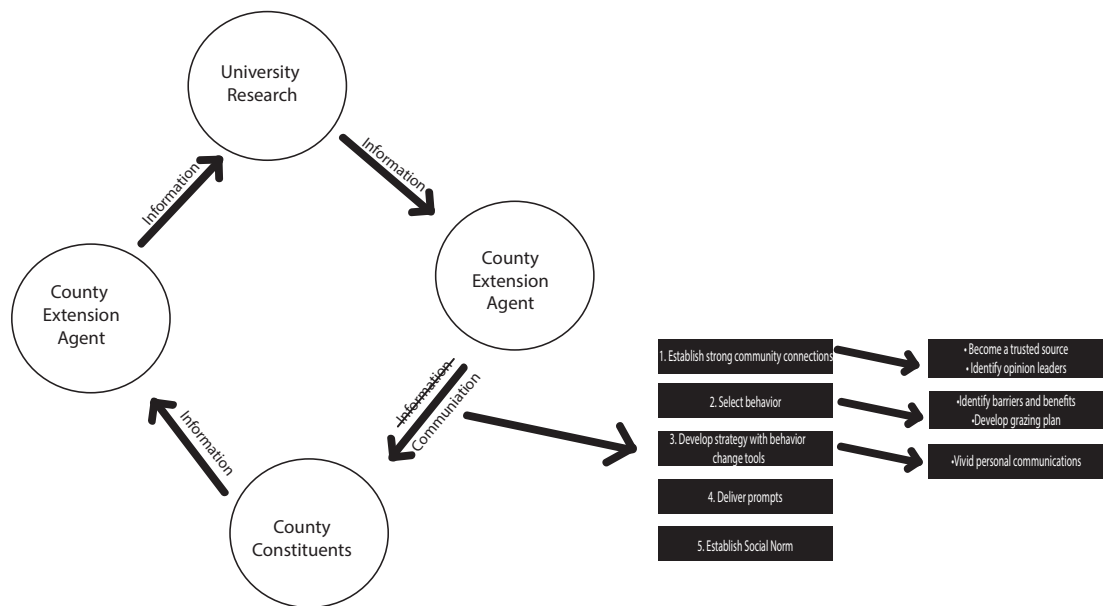 University
Research
Information
Information
County
Extension
Agent
County
Extension
Agent
Information
Communiation
Information
County
Constituents
1. Establish strong community connections
• Become a trusted source
• Identify opinion leaders
2. Select behavior
•Identify barriers and benefits
•Develop grazing plan
3. Develop strategy with behavior
change tools
•Vivid personal communications
4. Deliver prompts
5. Establish Social Norm